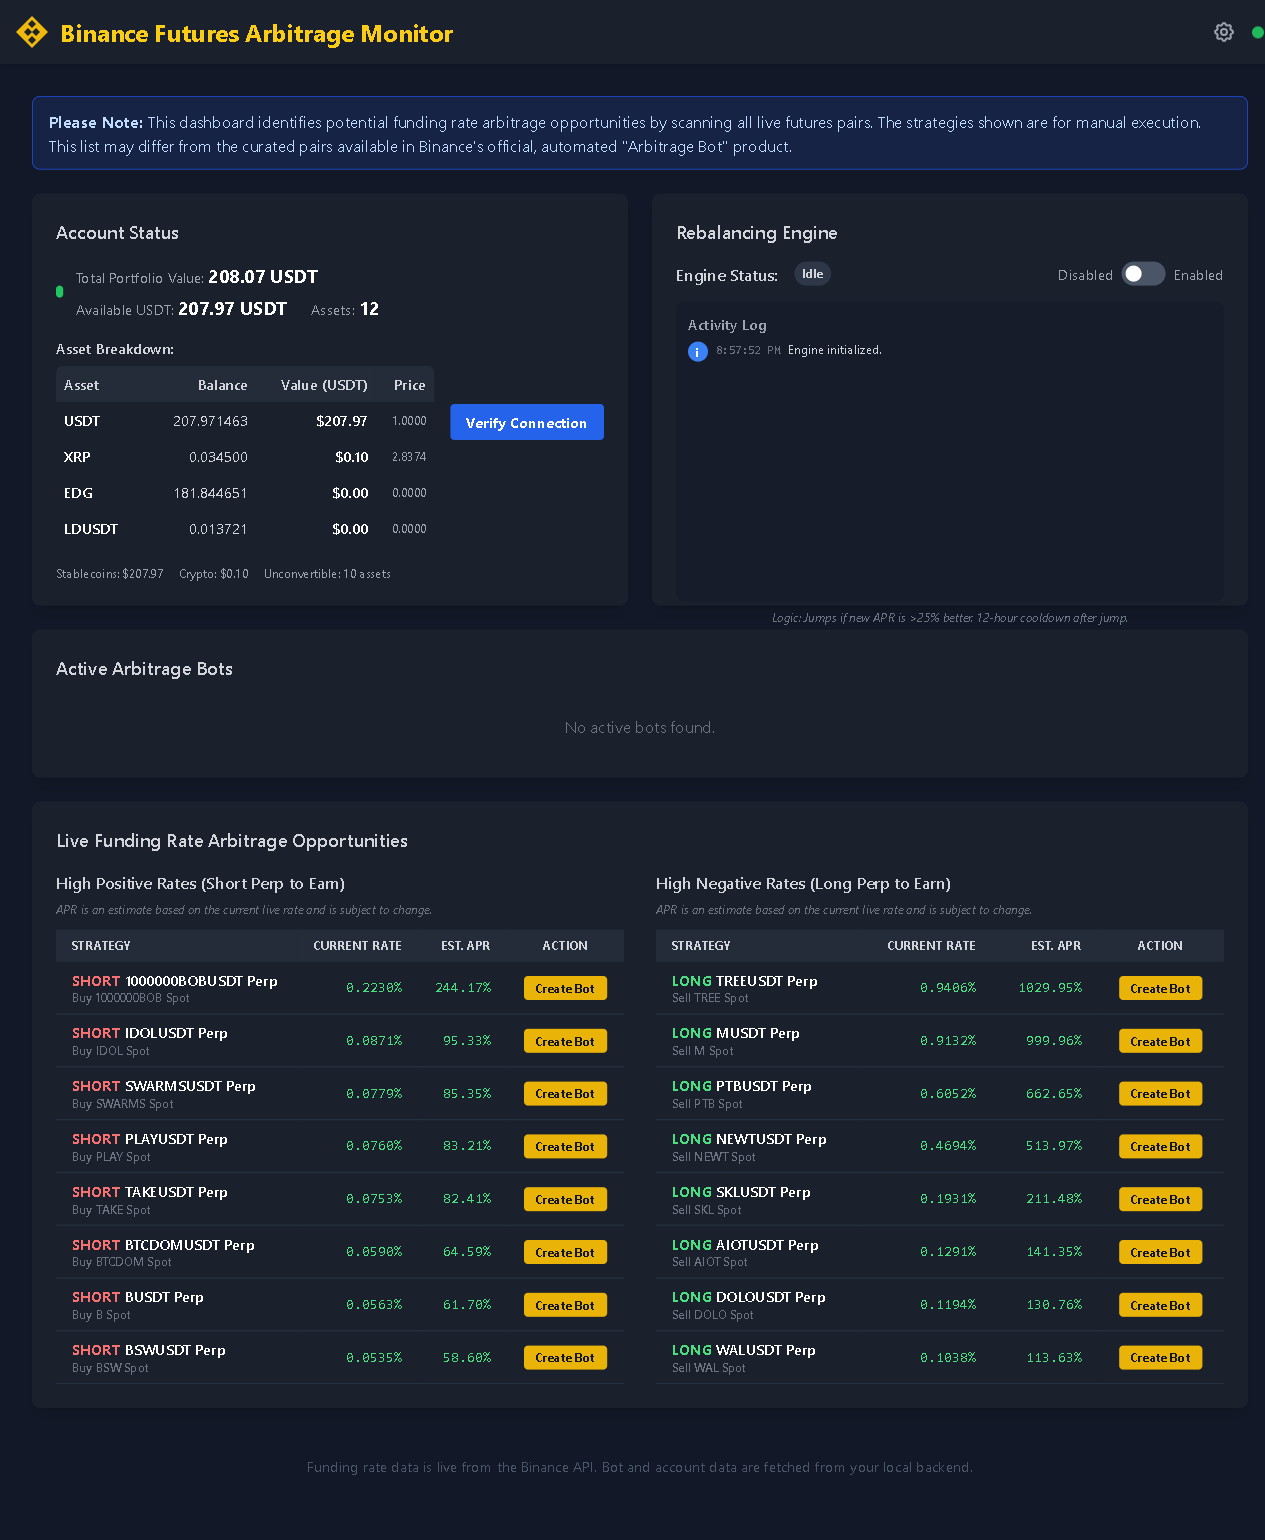 Binance Futures Arbitrage Monitor
Please Note: This dashboard identifies potential funding rate arbitrage opportunities by scanning all live futures pairs. The strategies shown are for manual execution.
This list may differ from the curated pairs available in Binance's official, automated "Arbitrage Bot" product.
Account Status
Total Portfolio Value: 208.07 USDT
Available USDT: 207.97 USDT Assets: 12
Asset Breakdown:
Asset Balance Value (USDT) Price
USDT 207.971463 $207.97 1.0000
XRP 0.034500 $0.10 2.8374
EDG 181.844651 $0.00 0.0000
LDUSDT 0.013721 $0.00 0.0000
Verify Connection
Stablecoins: $207.97 Crypto: $0.10 Unconvertible: 10 assets
Rebalancing Engine
Engine Status: Idle Disabled Enabled
Activity Log
8:57:52 PM Engine initialized.
Logic: Jumps if new APR is >25% better. 12-hour cooldown after jump.
Active Arbitrage Bots
No active bots found.
Live Funding Rate Arbitrage Opportunities
High Positive Rates (Short Perp to Earn)
APR is an estimate based on the current live rate and is subject to change.
STRATEGY CURRENT RATE EST. APR ACTION
SHORT 1000000BOBUSDT Perp 0.2230% 244.17% Create Bot
Buy 1000000BOB Spot
SHORT IDOLUSDT Perp 0.0871% 95.33% Create Bot
Buy IDOL Spot
SHORT SWARMSUSDT Perp 0.0779% 85.35% Create Bot
Buy SWARMS Spot
SHORT PLAYUSDT Perp 0.0760% 83.21% Create Bot
Buy PLAY Spot
SHORT TAKEUSDT Perp 0.0753% 82.41% Create Bot
Buy TAKE Spot
SHORT BTCDOMUSDT Perp 0.0590% 64.59% Create Bot
Buy BTCDOM Spot
SHORT BUSDT Perp 0.0563% 61.70% Create Bot
Buy B Spot
SHORT BSWUSDT Perp 0.0535% 58.60% Create Bot
Buy BSW Spot
High Negative Rates (Long Perp to Earn)
APR is an estimate based on the current live rate and is subject to change.
STRATEGY CURRENT RATE EST. APR ACTION
LONG TREEUSDT Perp 0.9406% 1029.95% Create Bot
Sell TREE Spot
LONG MUSDT Perp 0.9132% 999.96% Create Bot
Sell M Spot
LONG PTBUSDT Perp 0.6052% 662.65% Create Bot
Sell PTB Spot
LONG NEWTUSDT Perp 0.4694% 513.97% Create Bot
Sell NEWT Spot
LONG SKLUSDT Perp 0.1931% 211.48% Create Bot
Sell SKL Spot
LONG AIOTUSDT Perp 0.1291% 141.35% Create Bot
Sell AIOT Spot
LONG DOLOUSDT Perp 0.1194% 130.76% Create Bot
Sell DOLO Spot
LONG WALUSDT Perp 0.1038% 113.63% Create Bot
Sell WAL Spot
Funding rate data is live from the Binance API. Bot and account data are fetched from your local backend.